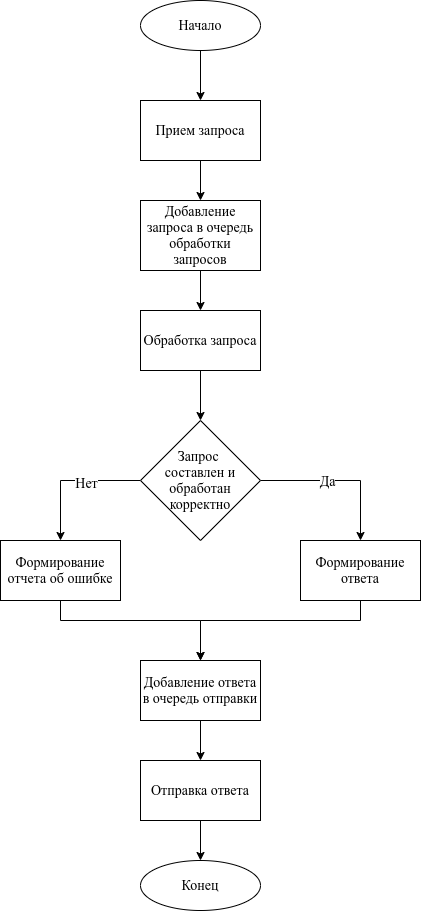 Начало
Прием запроса
Добавление
запроса в очередь
обработки
запросов
Обработка запроса
Запрос
составлен и
обработан
корректно
Нет
Да
Формирование
отчета об ошибке
Формирование
ответа
Добавление ответа
в очередь отправки
Отправка ответа
Конец